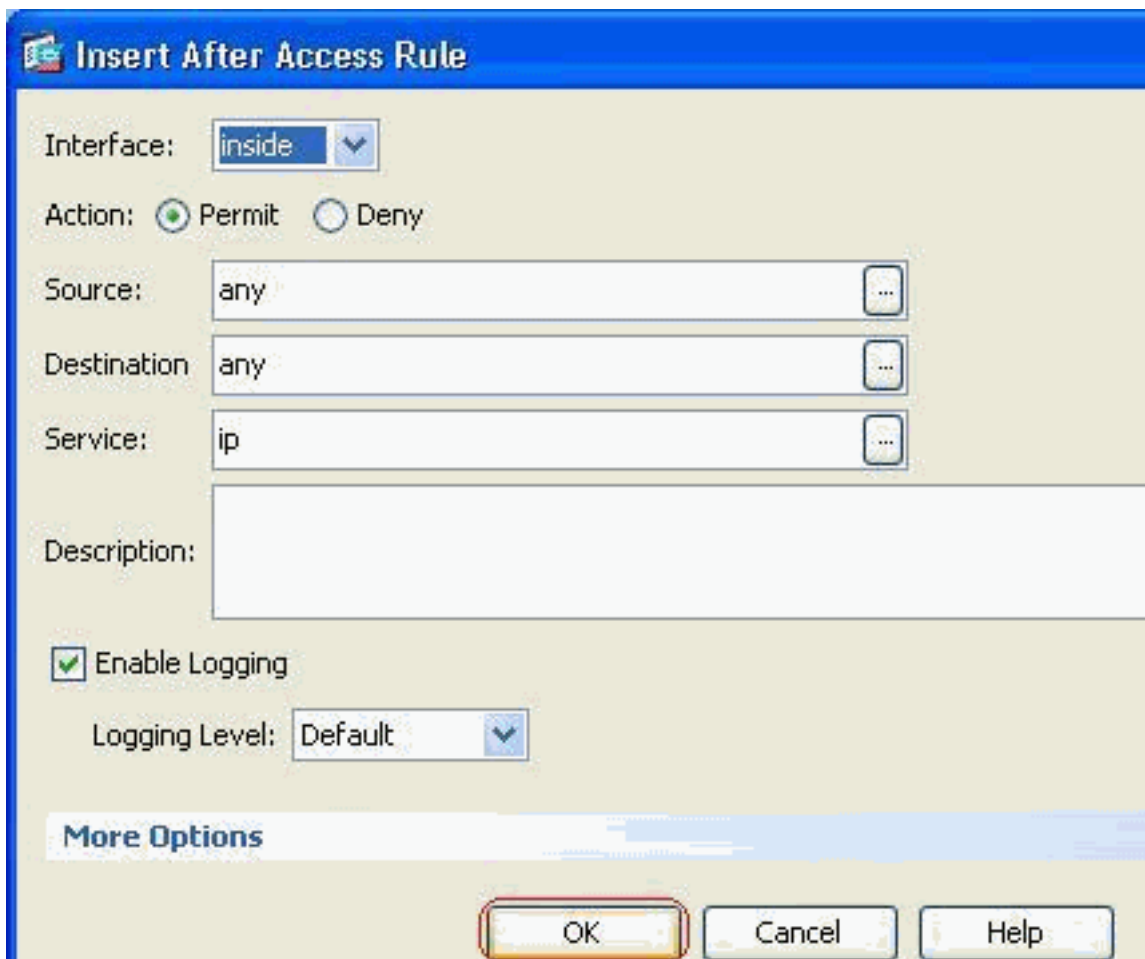 Insert After Access Rule
Interface: inside
Action: Permit Deny
Source: any ...
Destination any ...
Service: ip ...
Description:
Enable Logging
Logging Level: Default
More Options
OK Cancel Help